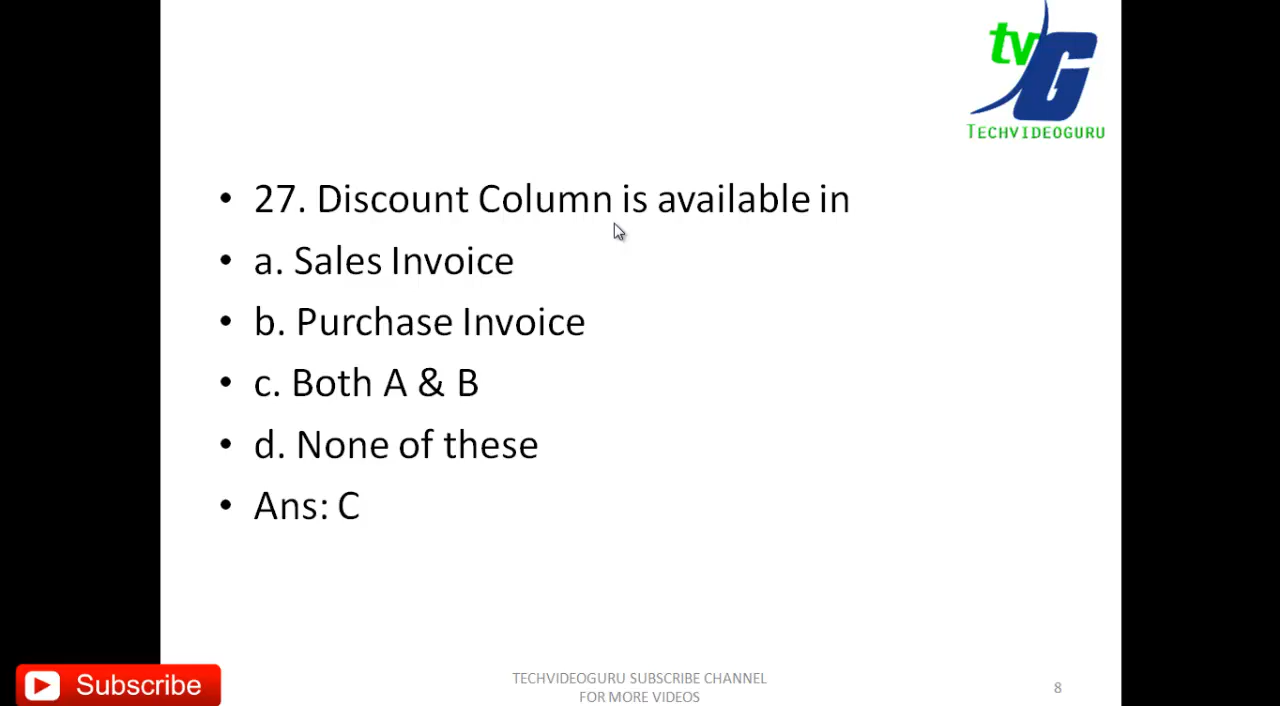 tv
G
TECHVIDEOGURU
• 27. Discount Column is available in
• a. Sales Invoice
• b. Purchase Invoice
• c. Both A & B
• d. None of these
• Ans: C
Subscribe
TECHVIDEOGURU SUBSCRIBE CHANNEL
FOR MORE VIDEOS
8